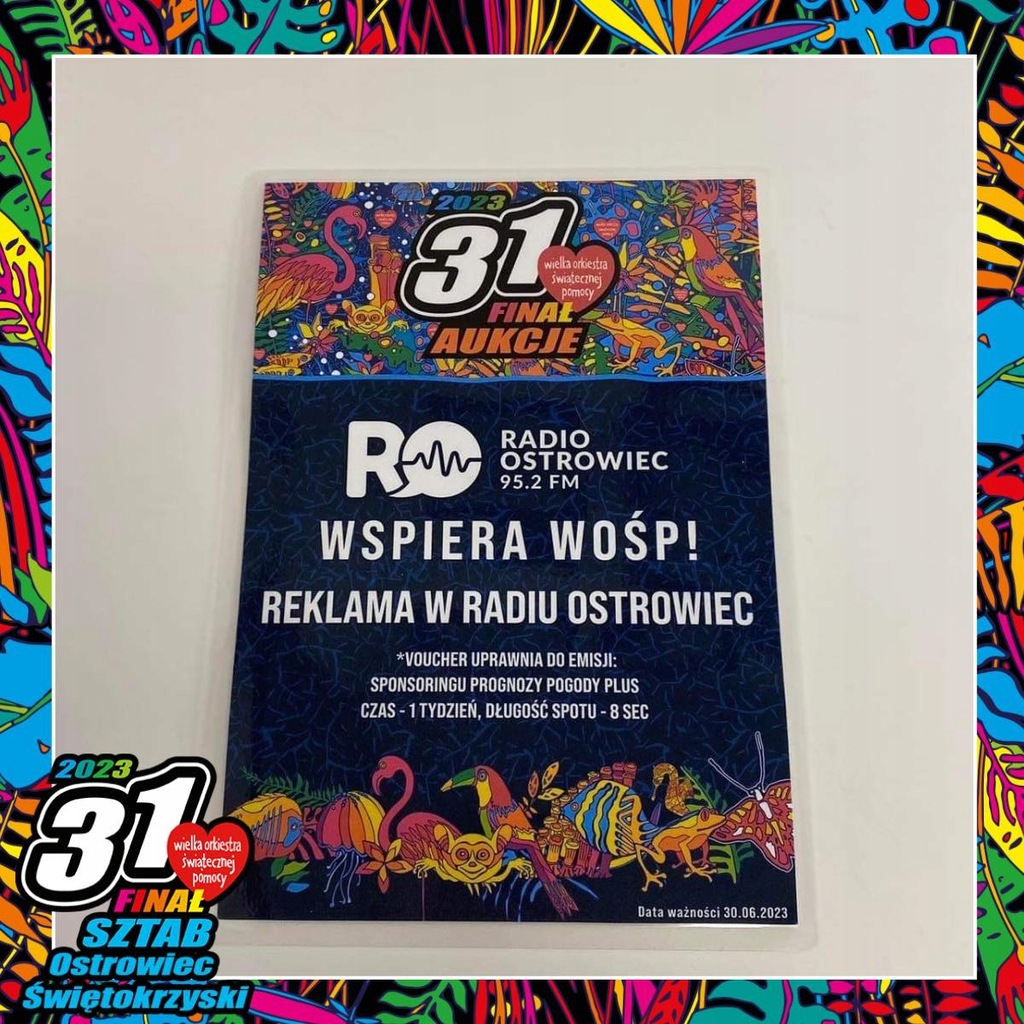 2023
31
wielka orkiestra
świątecznej
pomocy
FINAŁ
AUKCJE
RO
RADIO
OSTROWIEC
95.2 FM
WSPIERA WOŚP!
REKLAMA W RADIU OSTROWIEC
*VOUCHER UPRAWNIA DO EMISJI:
SPONSORINGU PROGNOZY POGODY PLUS
CZAS - 1 TYDZIEŃ, DŁUGOŚĆ SPOTU - 8 SEC
Data ważności 30.06.2023
2023
31
wielka orkiestra
świątecznej
pomocy
FINAŁ
SZTAB
Ostrowiec
Świętokrzyski